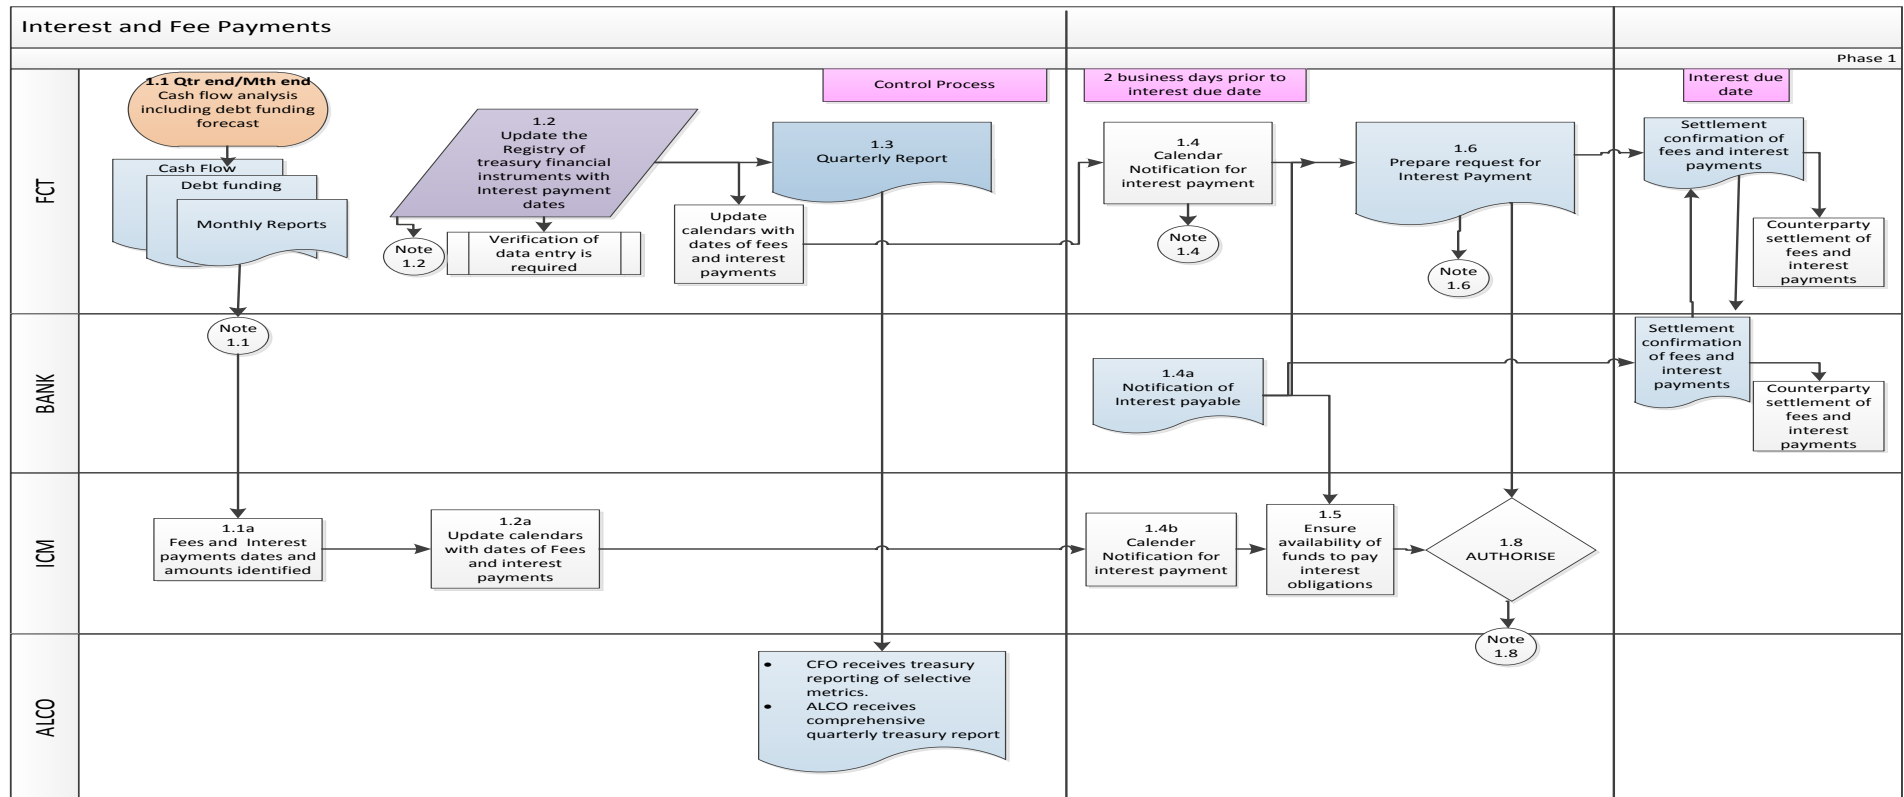 Interest and Fee Payments
Phase 1
FCT
1.1 Qtr end/Mth end
Cash flow analysis
including debt funding
forecast
Cash Flow
Debt funding
Monthly Reports
1.2
Update the
Registry of
treasury financial
instruments with
Interest payment
dates
Note
1.2
Verification of
data entry is
required
Update
calendars with
dates of fees
and interest
payments
Control Process
1.3
Quarterly Report
2 business days prior to
interest due date
1.4
Calendar
Notification for
interest payment
Note
1.4
1.6
Prepare request for
Interest Payment
Note
1.6
Interest due
date
Settlement
confirmation of
fees and interest
payments
Counterparty
settlement of
fees and
interest
payments
BANK
Note
1.1
1.4a
Notification of
Interest payable
Settlement
confirmation
of fees and
interest
payments
Counterparty
settlement of
fees and
interest
payments
ICM
1.1a
Fees and Interest
payments dates and
amounts identified
1.2a
Update calendars
with dates of Fees
and interest
payments
1.4b
Calender
Notification for
interest payment
1.5
Ensure
availability of
funds to pay
interest
obligations
1.8
AUTHORISE
Note
1.8
ALCO
• CFO receives treasury
reporting of selective
metrics.
• ALCO receives
comprehensive
quarterly treasury report